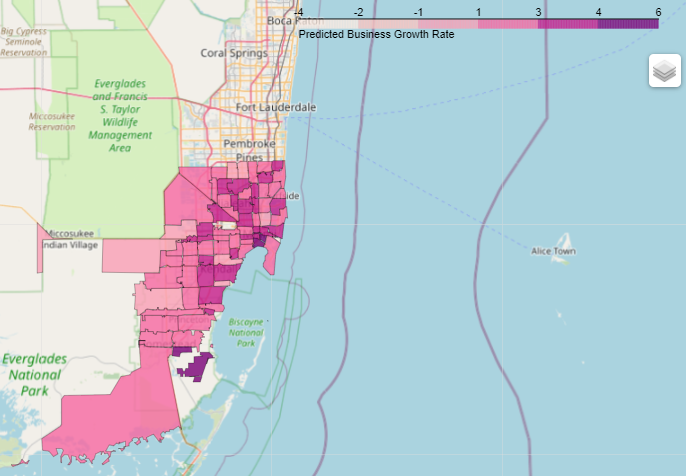 Boca Raton
-4 -2 -1 1 3 4 6
Predicted Business Growth Rate
Big Cypress
Seminole
Reservation
Coral Springs
Everglades
and Francis
S. Taylor
Wildlife
Management
Area
Fort Lauderdale
Miccosukee
Reservation
Pembroke
Pines
Miccosukee
Indian Village
Alice Town
Biscayne
National
Park
Everglades
National
Park